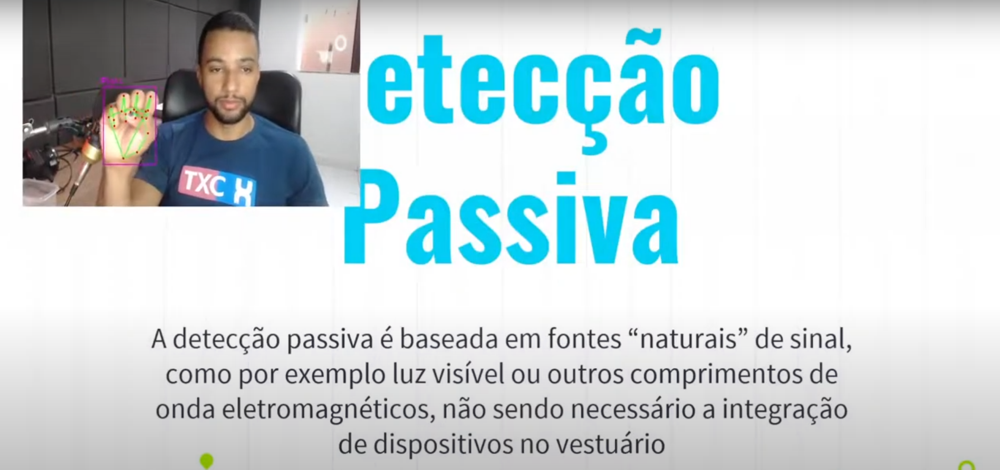 etecção
Passiva
TXC
A detecção passiva é baseada em fontes “naturais” de sinal,
como por exemplo luz visível ou outros comprimentos de
onda eletromagnéticos, não sendo necessário a integração
de dispositivos no vestuário